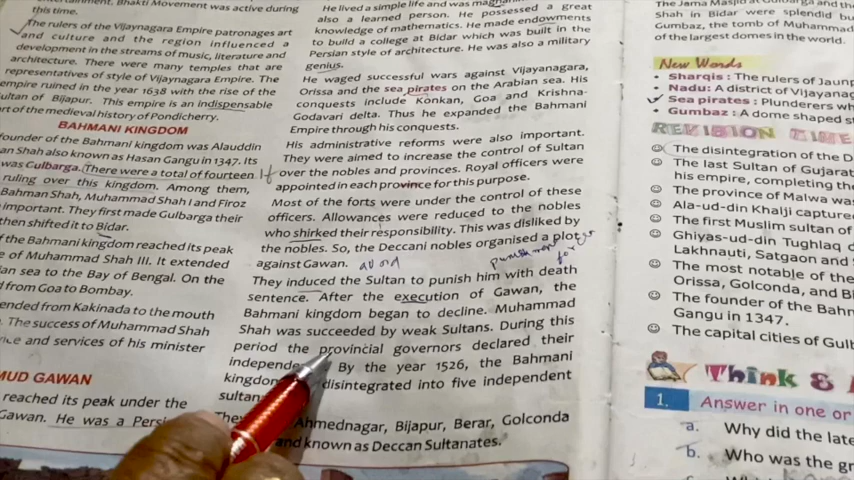 Bhakti Movement was active during
this time.
The rulers of the Vijaynagara Empire patronages art
and culture and the region influenced a
development in the streams of music, literature and
architecture. There are many temples that are
representatives of style of Vijaynagara Empire. The
empire ruined in the year 1638 with the rise of the
ultan of Bijapur. This empire is an indispensable
rt of the medieval history of Pondicherry.
BAHMANI KINGDOM
founder of the Bahmani kingdom was Alauddin
an Shah also known as Hasan Gangu in 1347. Its
was Culbarga. (There were a total of fourteen
ruling over this kingdom. Among them,
Bahman Shah, Muhammad Shah I and Firoz
important. They first made Gulbarga their
then shifted it to Bidar.
f the Bahmani kingdom reached its peak
e of Muhammad Shah III. It extended
an sea to the Bay of Bengal. On the
d from Goa to Bombay.
ended from Kakinada to the mouth
. The success of Muhammad Shah
nce and services of his minister
MUD GAWAN
reached its peak under the
Gawan. He was a Persi
He lived a simple life and was
also a learned person. He possessed a great
knowledge of mathematics. He made endowments
to build a college at Bidar which was built in the
Persian style of architecture. He was also a military
genius.
He waged successful wars against Vijayanagara,
Orissa and the sea pirates on the Arabian sea. His
conquests include Konkan, Goa and Krishna-
Godavari delta. Thus he expanded the Bahmani
Empire through his conquests.
His administrative reforms were also important.
They were aimed to increase the control of Sultan
over the nobles and provinces. Royal officers were
appointed in each province for this purpose.
Most of the forts were under the control of these
officers. Allowances were reduced to the nobles
who shirked their responsibility. This was disliked by
the nobles. So, the Deccani nobles organised a plot
against Gawan. avoid punishment
They induced the Sultan to punish him with death
sentence. After the execution of Gawan, the
Bahmani kingdom began to decline. Muhammad
Shah was succeeded by weak Sultans. During this
period the provincial governors declared their
independen By the year 1526, the Bahmani
kingdo disintegrated into five independent
sultan
The Ahmednagar, Bijapur, Berar, Golconda
and known as Deccan Sultanates.
The Jama Masjid at
Shah in Bidar were splendid bu
Gumbaz, the tomb of Muhammad
of the largest domes in the world.
New Words
• Sharqis : The rulers of Jaunp
• Nadu : A district of Vijayanag
Sea pirates : Plunderers wh
• Gumbaz : A dome shaped s
REVISION TIME
The disintegration of the D
The last Sultan of Gujarat
his empire, completing the
The province of Malwa was
Ala-ud-din Khalji capture
The first Muslim sultan of
Ghiyas-ud-din Tughlaq
Lakhnauti, Satgaon and
The most notable of the
Orissa, Golconda, and B
The founder of the Bahm
Gangu in 1347.
The capital cities of Gulb
Think &
1. Answer in one or
a. Why did the late
b. Who was the gr
c.